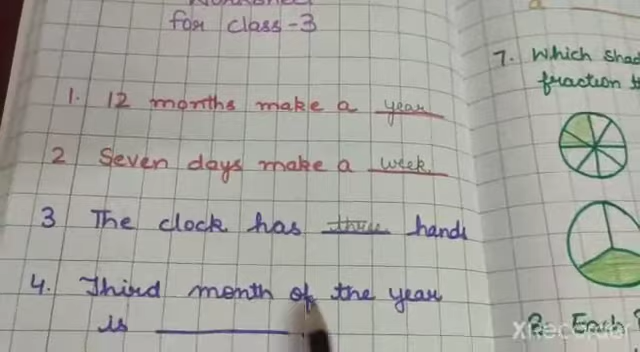 for class-3
1. 12 months make a year
2 Seven days make a week.
3 The clock has three hands
4. Third month of the year
is
7. Which shad
fraction
8. Each